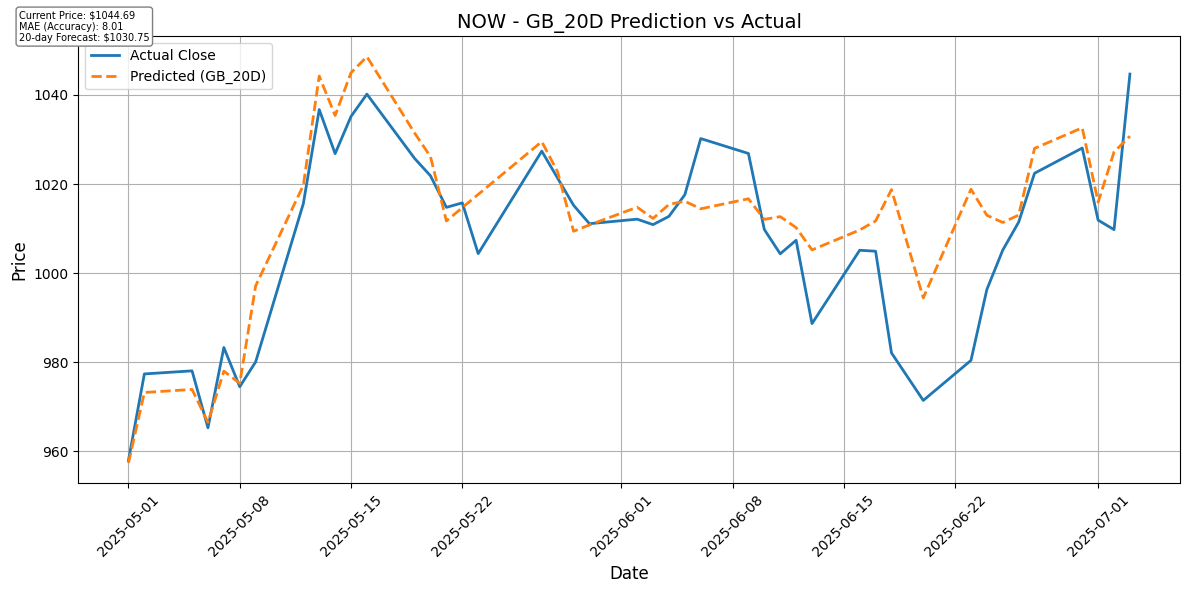 NOW - GB_20D Prediction vs Actual
Current Price: $1044.69
MAE (Accuracy): 8.01
20-day Forecast: $1030.75
Actual Close
Predicted (GB_20D)
Price
1040
1020
1000
980
960
2025-05-01
2025-05-08
2025-05-15
2025-05-22
2025-06-01
2025-06-08
2025-06-15
2025-06-22
2025-07-01
Date